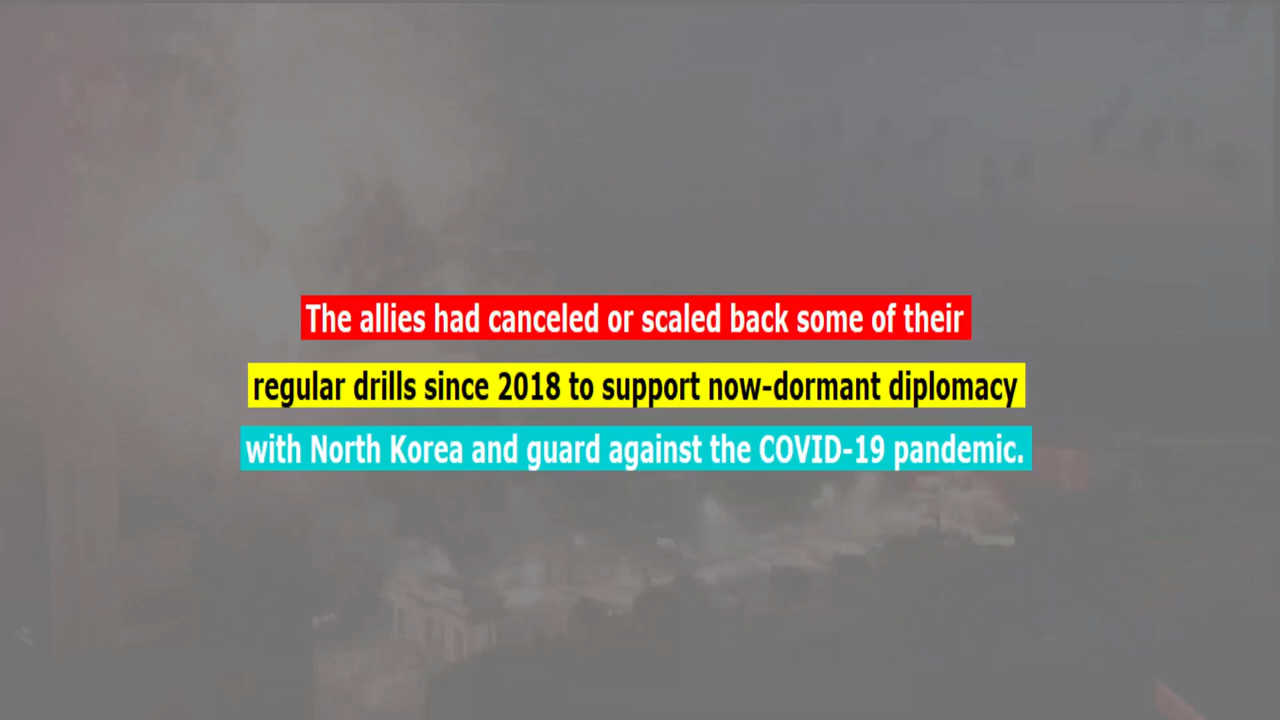 The allies had canceled or scaled back some of their
regular drills since 2018 to support now-dormant diplomacy
with North Korea and guard against the COVID-19 pandemic.